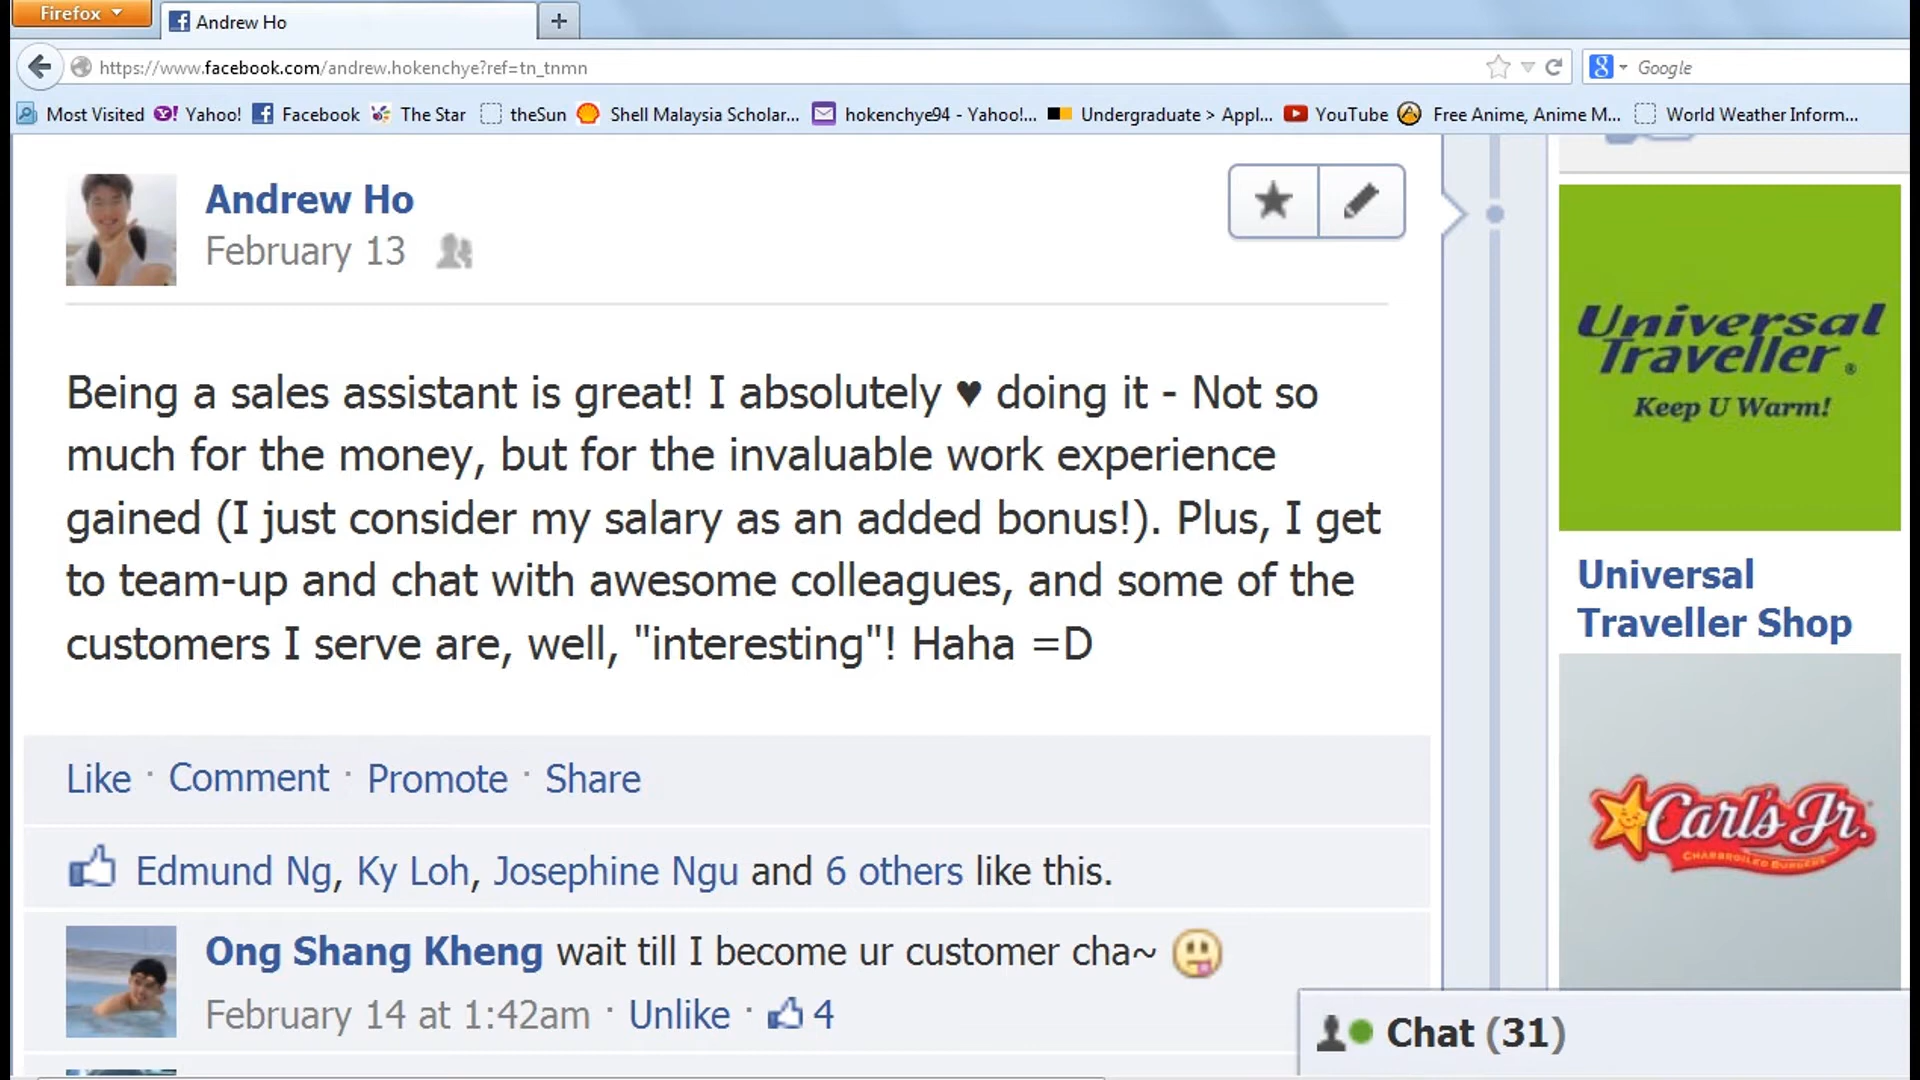 Firefox
Andrew Ho
https://www.facebook.com/andrew.hokenchye?ref=tn_tnmn
Google
Most Visited Yahoo! Facebook The Star theSun Shell Malaysia Scholar... hokenchye94 - Yahoo!... Undergraduate > Appl... YouTube Free Anime, Anime M... World Weather Inform...
Andrew Ho
February 13
Being a sales assistant is great! I absolutely ♥ doing it - Not so
much for the money, but for the invaluable work experience
gained (I just consider my salary as an added bonus!). Plus, I get
to team-up and chat with awesome colleagues, and some of the
customers I serve are, well, "interesting"! Haha =D
Like · Comment · Promote · Share
Edmund Ng, Ky Loh, Josephine Ngu and 6 others like this.
Ong Shang Kheng wait till I become ur customer cha~
February 14 at 1:42am · Unlike · 4
Universal
Traveller ®
Keep U Warm!
Universal
Traveller Shop
Carl's Jr.
CHARBROILED BURGERS
Chat (31)